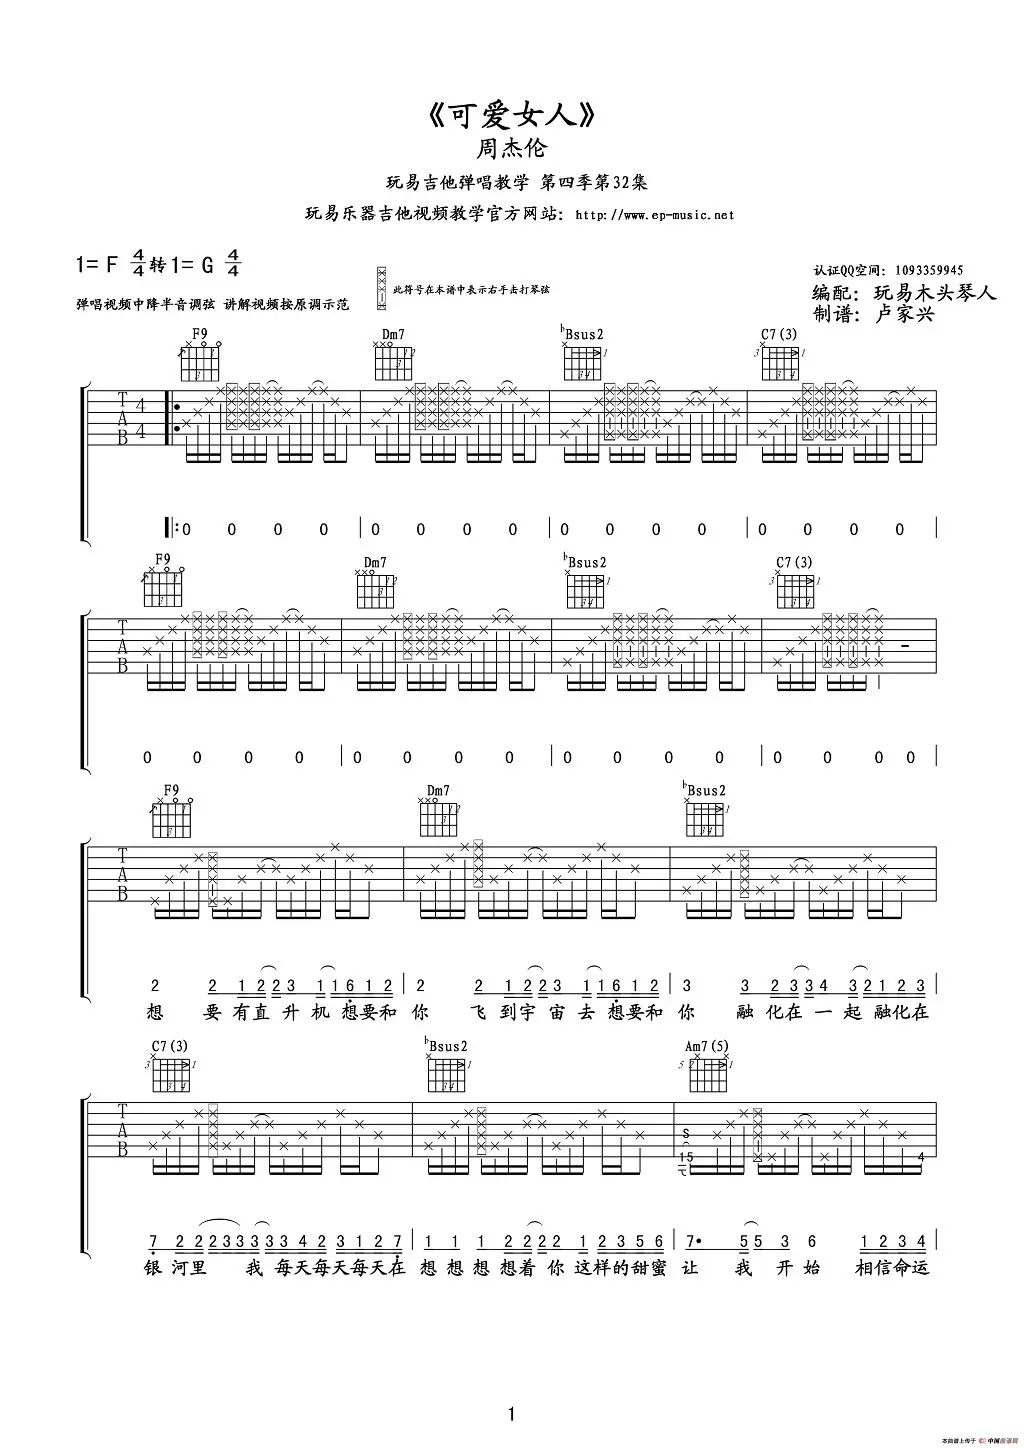 《可爱女人》
周杰伦
玩易吉他弹唱教学 第四季第32集
玩易乐器吉他视频教学官方网站：http://www.ep-music.net
1= F 4/4 转 1= G 4/4
弹唱视频中降半音调弦 讲解视频按原调示范
此符号在本谱中表示右手击打琴弦
认证QQ空间：1093359945
编配：玩易木头琴人
制谱：卢家兴
F9 Dm7 ♭Bsus2 C7(3)
T A B 4 4
0 0 0 0 | 0 0 0 0 | 0 0 0 0 | 0 0 0 0 |
F9 Dm7 ♭Bsus2 C7(3)
T A B
0 0 0 0 | 0 0 0 0 | 0 0 0 0 | 0 0 0 0 |
F9 Dm7 ♭Bsus2
T A B
2 2 1 2 2 3 1 1 6 1 2 | 2 2 1 2 2 3 1 1 6 1 2 | 3 3 2 3 3 4 3 2 1 2 3
想 要有直升机 想要和你 飞到宇宙去 想要和你 融化在一起 融化在
C7(3) ♭Bsus2 Am7(5)
T A B
S 15 4
7 2 2 2 3 3 3 3 3 4 2 3 1 2 7 | 1 1 1 2 2 2 1 2 3 5 6 | 7· 5 5 3 6 1 2 3 4
银河里 我 每天每天每天在 想想想想着你 这样的甜蜜 让 我 开始 相信命运
1
本曲谱上传于 中国曲谱网